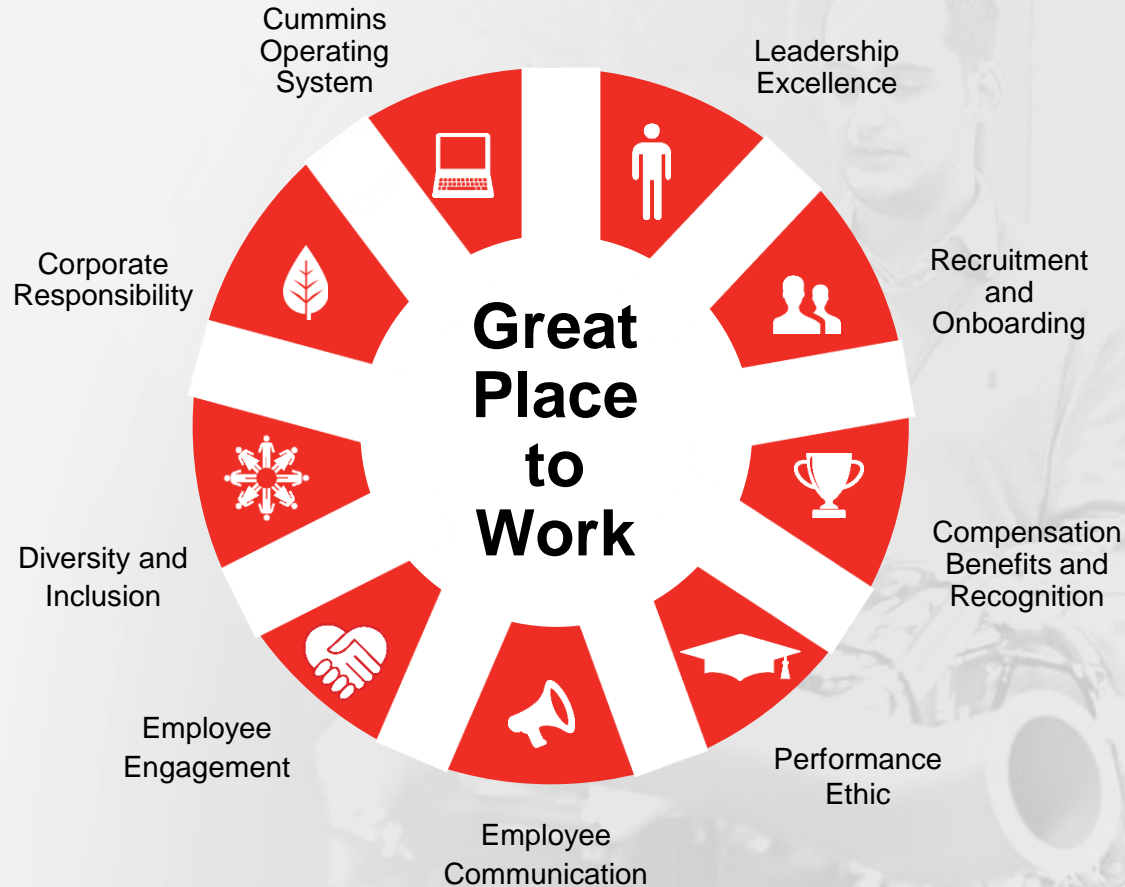 Cummins
Operating
System
Leadership
Excellence
Recruitment
and
Onboarding
Compensation
Benefits and
Recognition
Performance
Ethic
Employee
Communication
Employee
Engagement
Diversity and
Inclusion
Corporate
Responsibility
Great
Place
to
Work